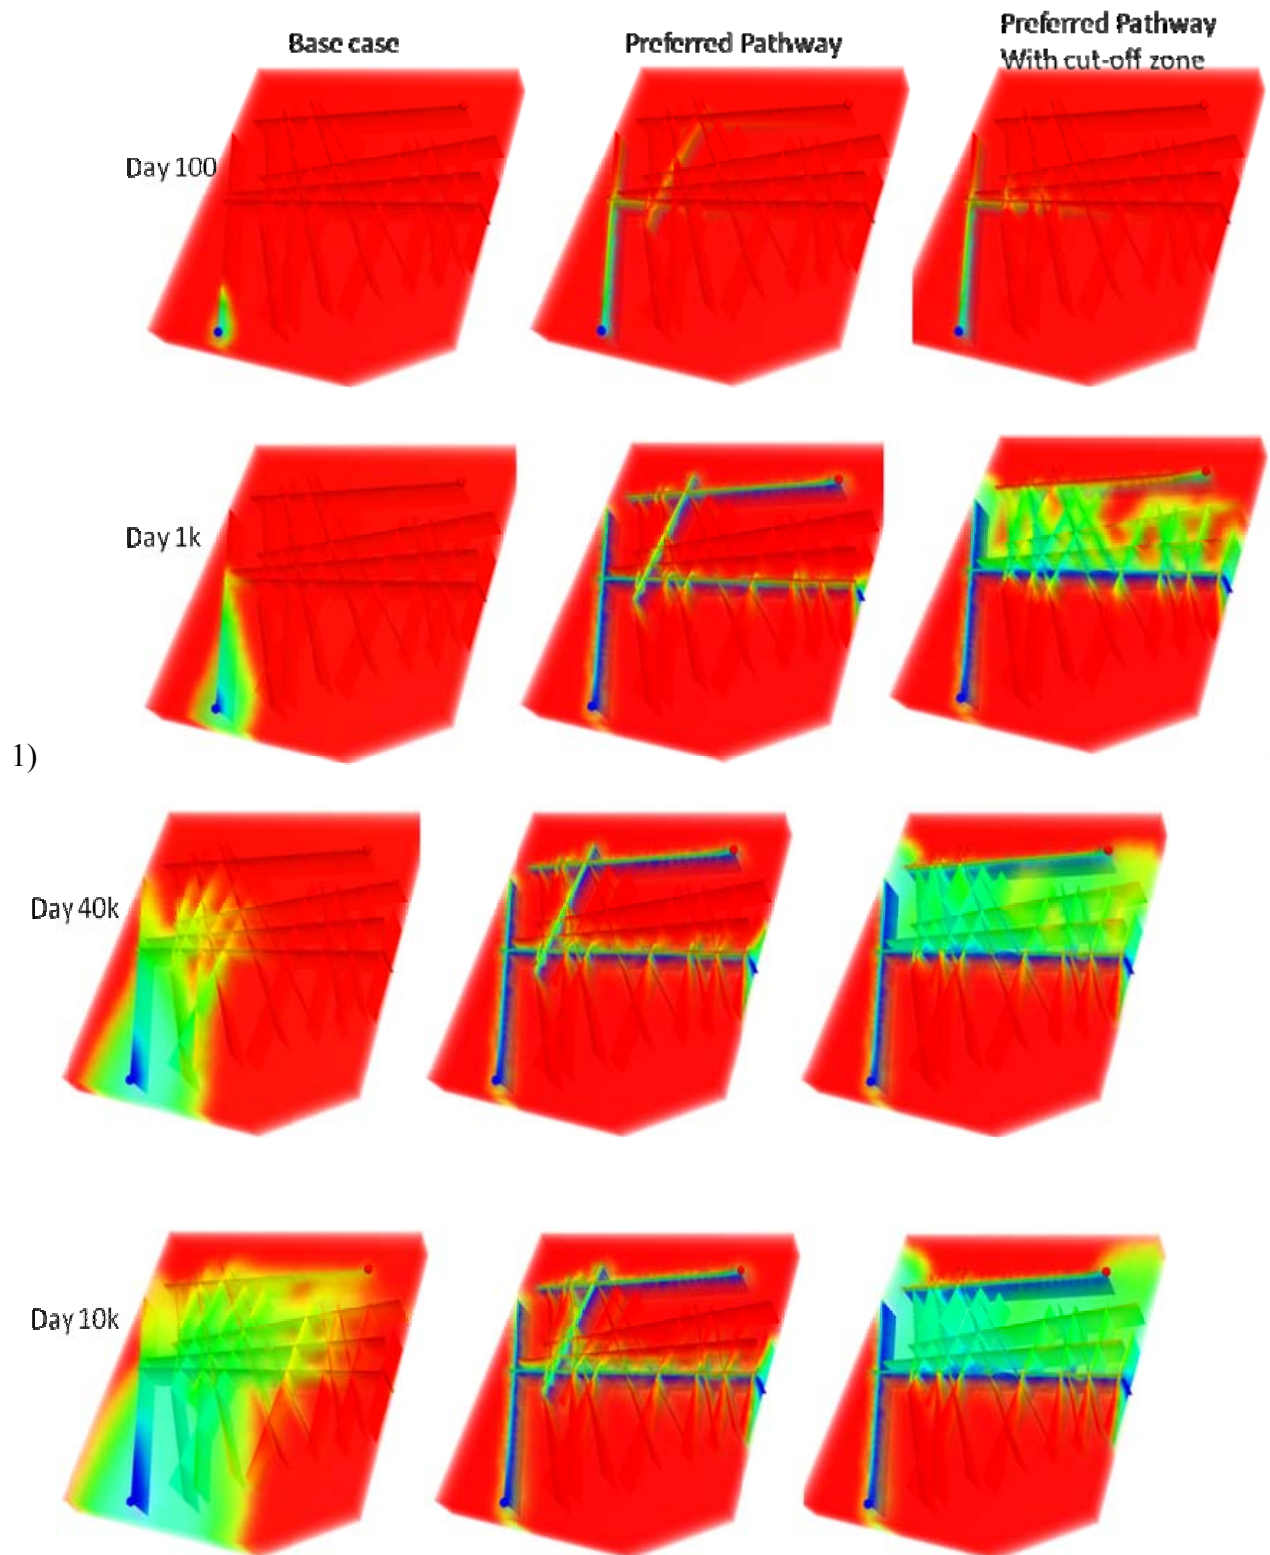 Base case
Preferred Pathway
Preferred Pathway
With cut-off zone
Day 100
Day 1k
1)
Day 40k
Day 10k